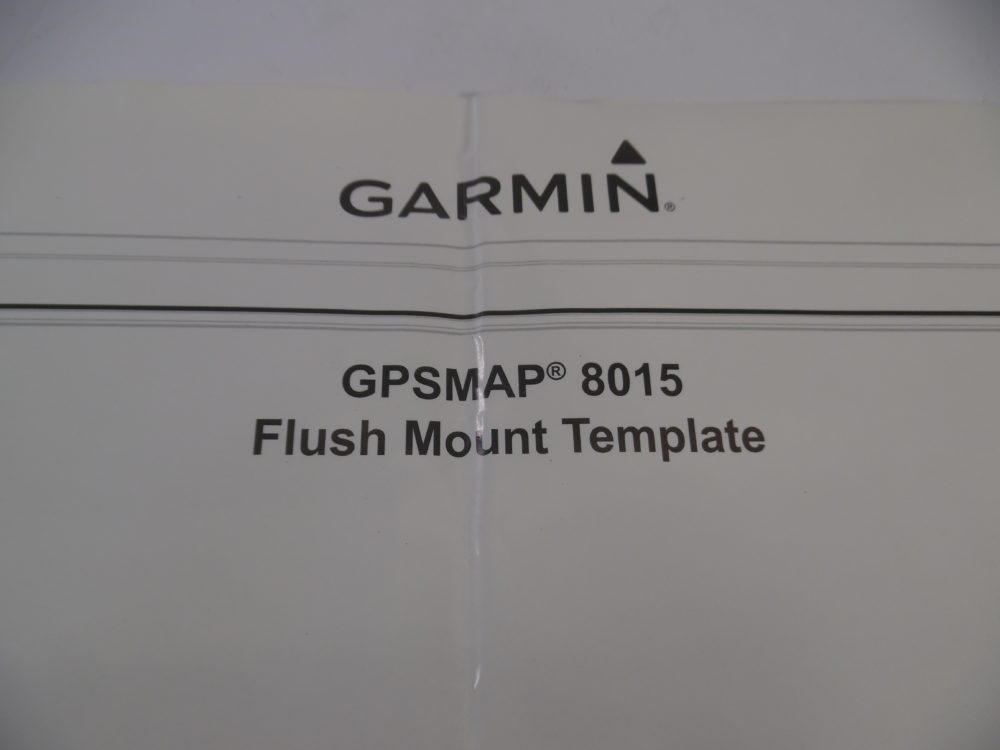 GARMIN®
GPSMAP® 8015
Flush Mount Template